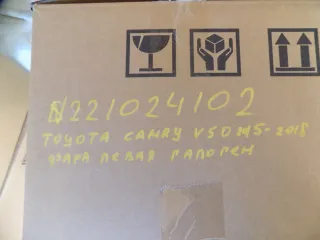 N221024102
TOYOTA CAMRY V50 M5-2018
ФАРА ЛЕВАЯ ГАЛОГЕН